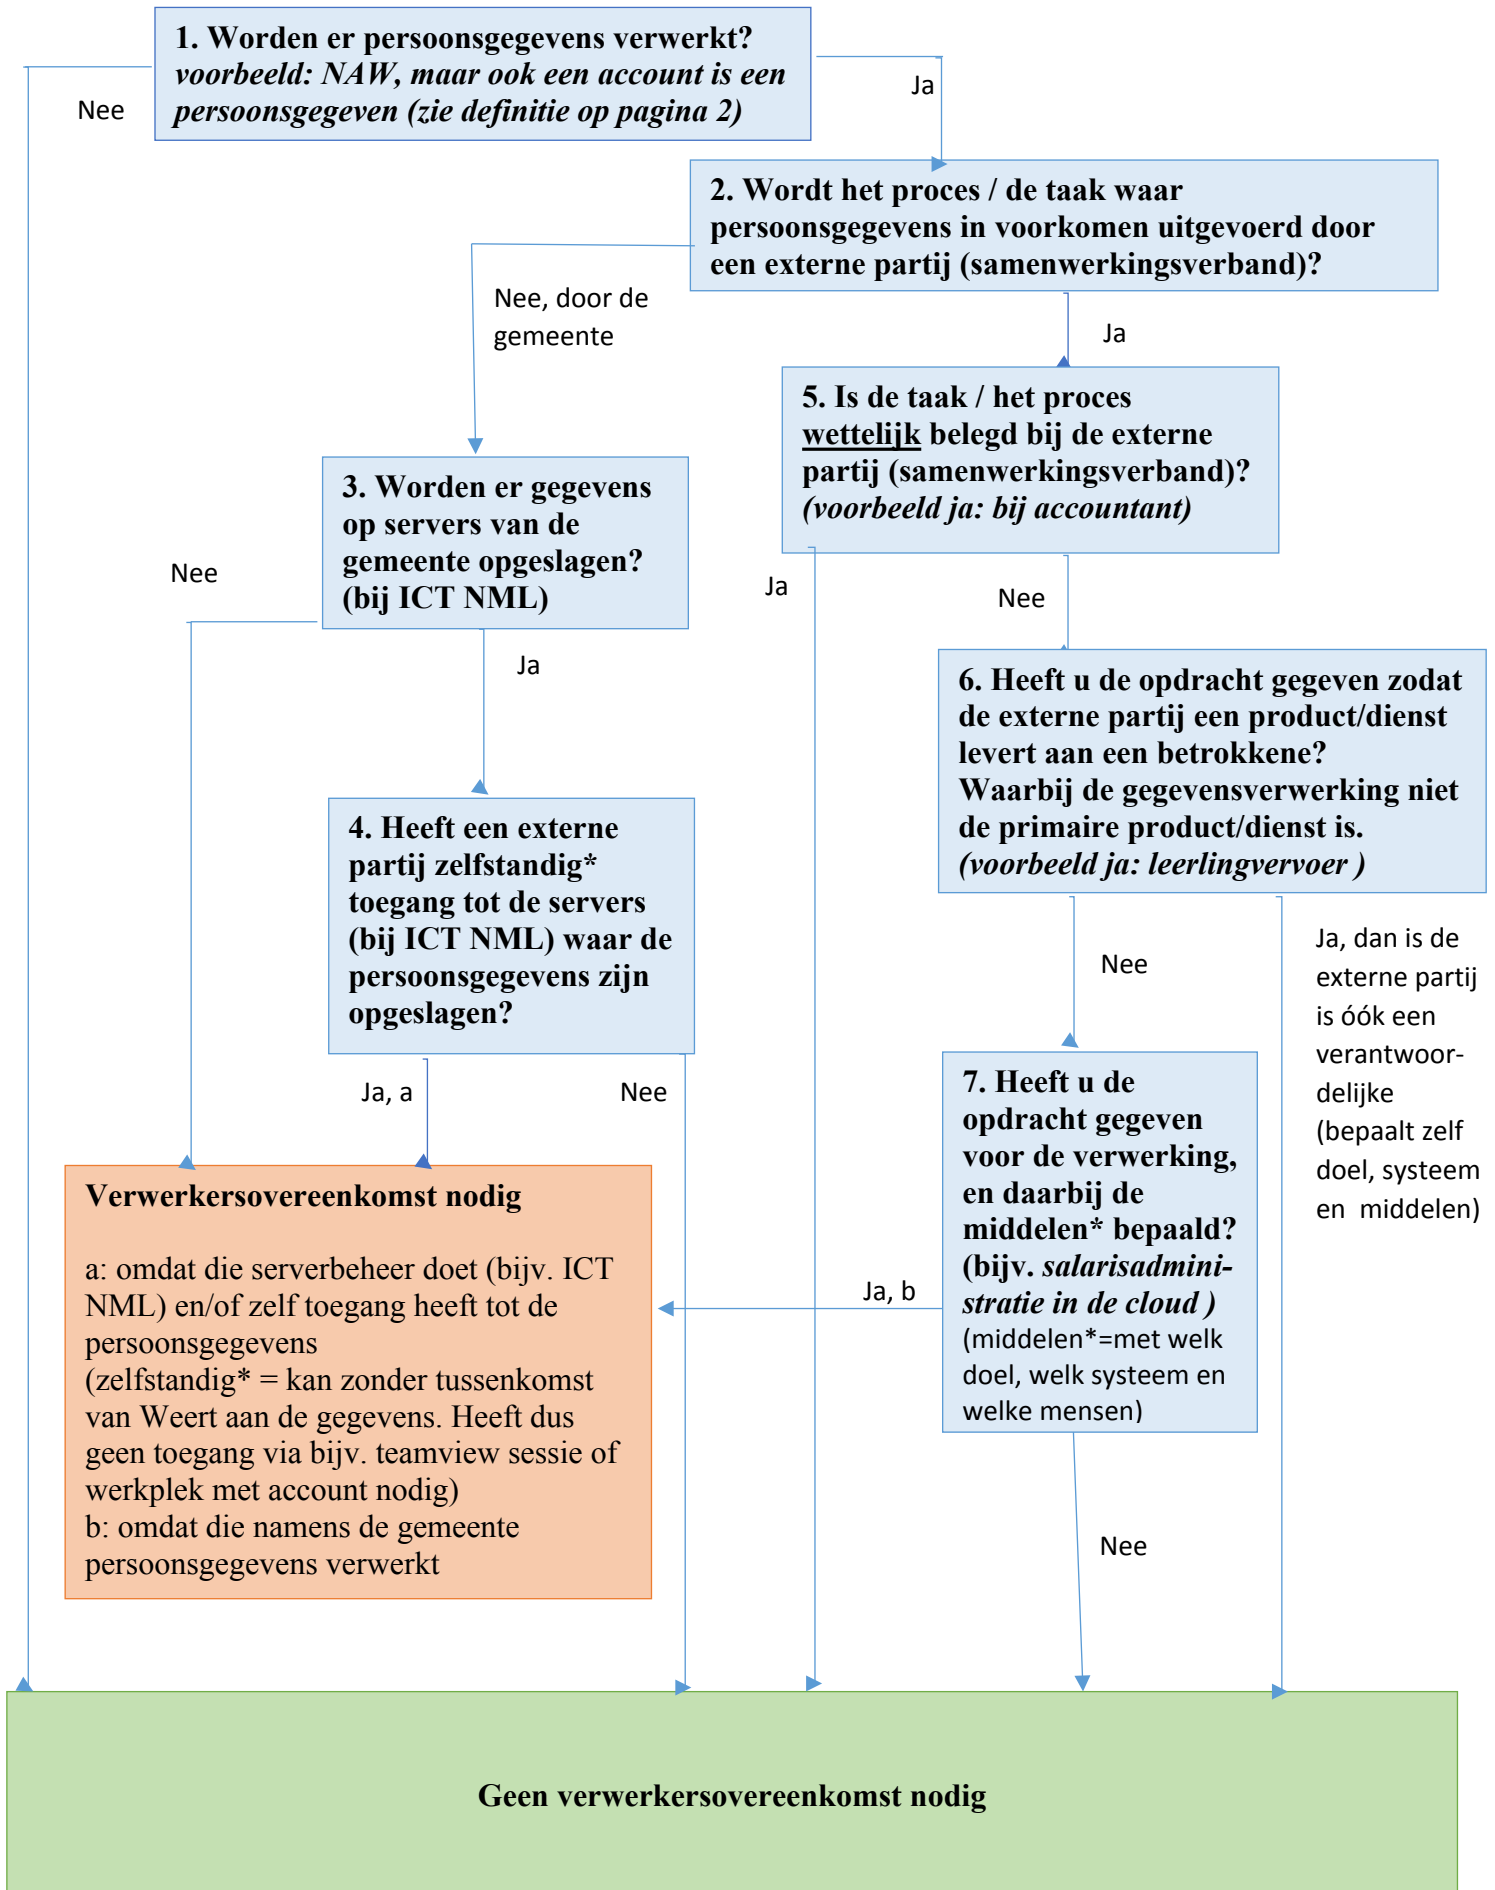 1. Worden er persoonsgegevens verwerkt?
voorbeeld: NAW, maar ook een account is een
persoonsgegeven (zie definitie op pagina 2)
Nee
Ja
2. Wordt het proces / de taak waar
persoonsgegevens in voorkomen uitgevoerd door
een externe partij (samenwerkingsverband)?
Nee, door de
gemeente
Ja
5. Is de taak / het proces
wettelijk belegd bij de externe
partij (samenwerkingsverband)?
(voorbeeld ja: bij accountant)
3. Worden er gegevens
op servers van de
gemeente opgeslagen?
(bij ICT NML)
Nee
Ja
Ja
Nee
6. Heeft u de opdracht gegeven zodat
de externe partij een product/dienst
levert aan een betrokkene?
Waarbij de gegevensverwerking niet
de primaire product/dienst is.
(voorbeeld ja: leerlingvervoer )
4. Heeft een externe
partij zelfstandig*
toegang tot de servers
(bij ICT NML) waar de
persoonsgegevens zijn
opgeslagen?
Nee
Ja, dan is de
externe partij
is óók een
verantwoor-
delijke
(bepaalt zelf
doel, systeem
en middelen)
Ja, a
Nee
7. Heeft u de
opdracht gegeven
voor de verwerking,
en daarbij de
middelen* bepaald?
(bijv. salarisadmini-
stratie in de cloud )
(middelen*=met welk
doel, welk systeem en
welke mensen)
Ja, b
Verwerkersovereenkomst nodig
a: omdat die serverbeheer doet (bijv. ICT
NML) en/of zelf toegang heeft tot de
persoonsgegevens
(zelfstandig* = kan zonder tussenkomst
van Weert aan de gegevens. Heeft dus
geen toegang via bijv. teamview sessie of
werkplek met account nodig)
b: omdat die namens de gemeente
persoonsgegevens verwerkt
Nee
Geen verwerkersovereenkomst nodig